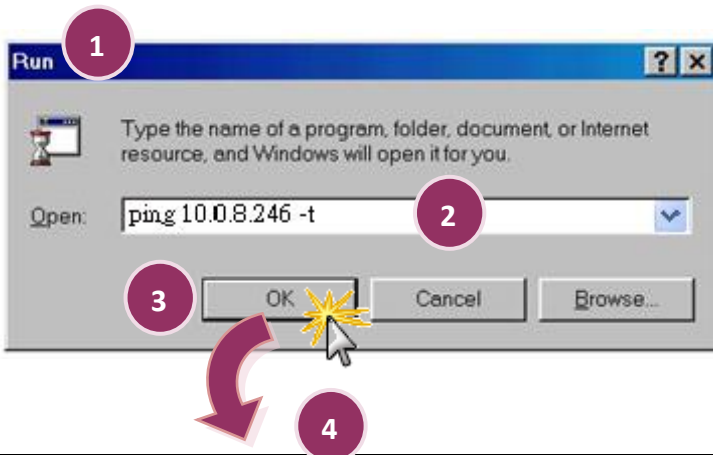 1
Run
Type the name of a program, folder, document, or Internet
resource, and Windows will open it for you.
Open: ping 10.0.8.246 -t
2
3
OK Cancel Browse...
4